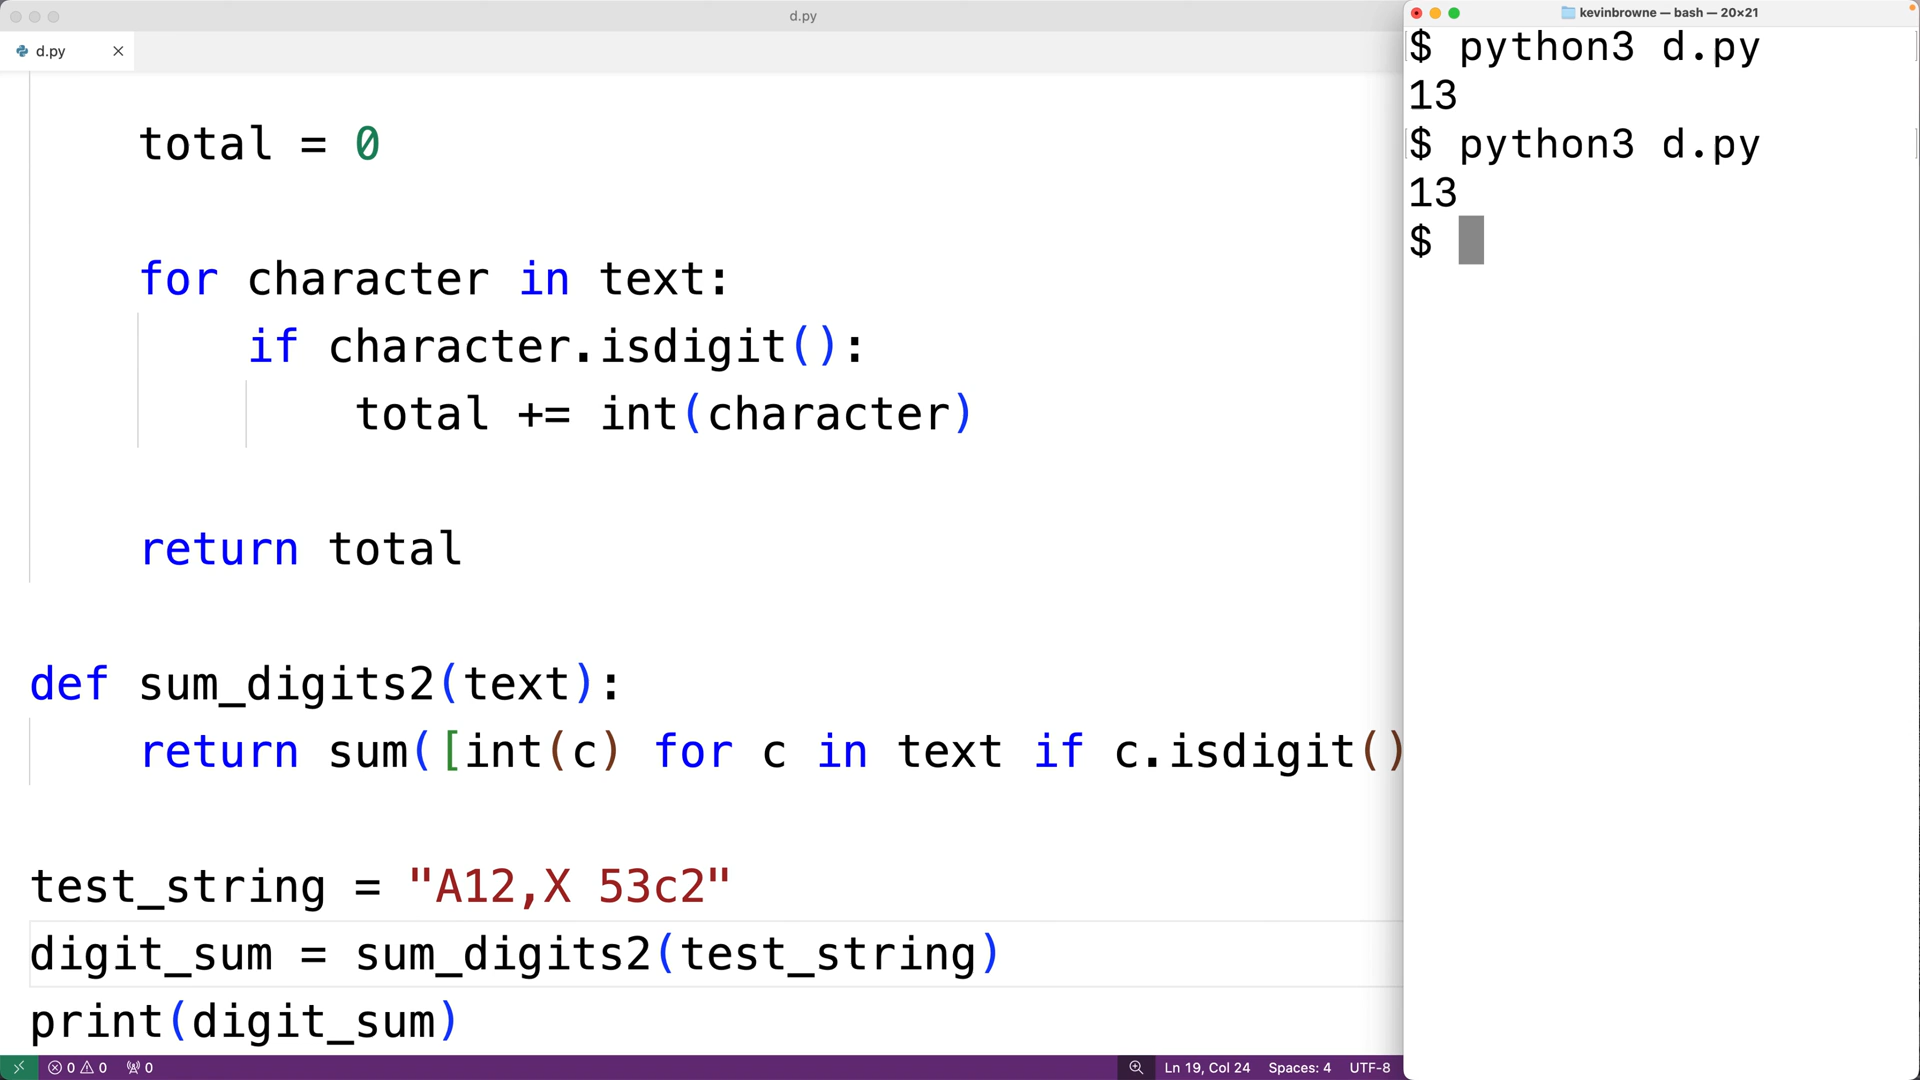 d.py
d.py
total = 0
for character in text:
if character.isdigit():
total += int(character)
return total
def sum_digits2(text):
return sum([int(c) for c in text if c.isdigit()
test_string = "A12,X 53c2"
digit_sum = sum_digits2(test_string)
print(digit_sum)
0 0 0
Ln 19, Col 24 Spaces: 4 UTF-8
kevinbrowne — bash — 20×21
$ python3 d.py
13
$ python3 d.py
13
$